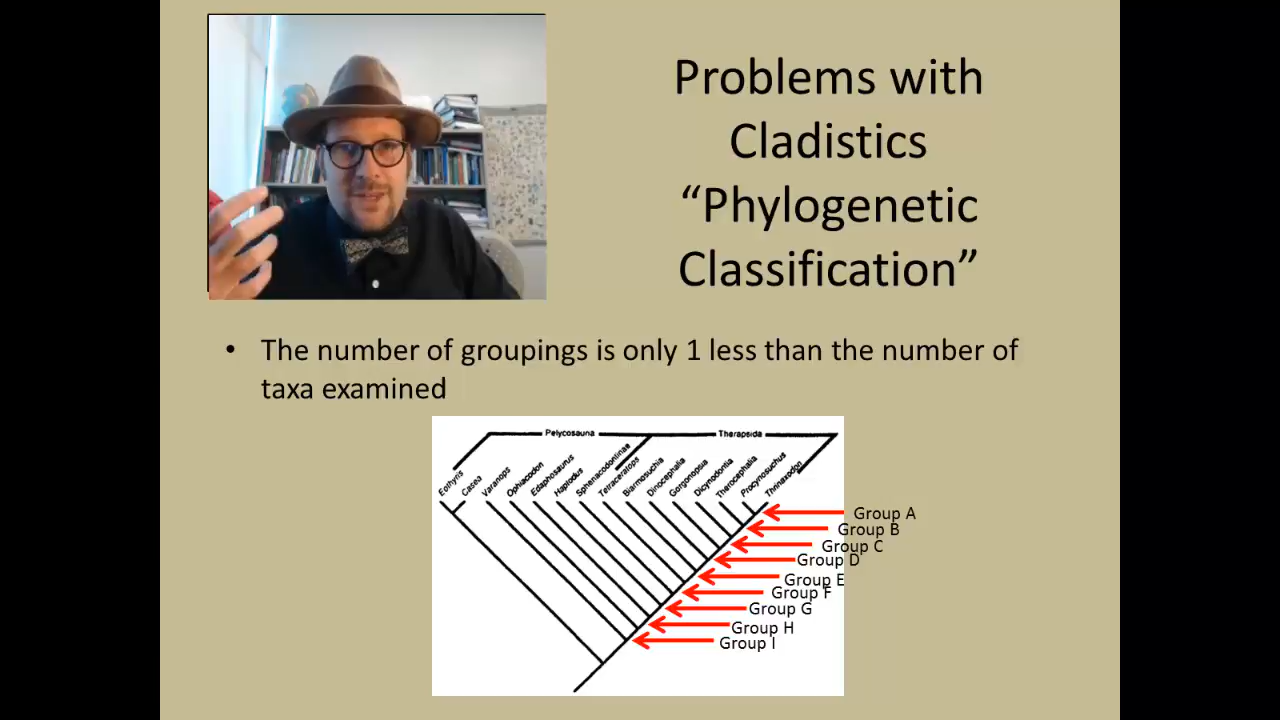 Problems with
Cladistics
“Phylogenetic
Classification”
• The number of groupings is only 1 less than the number of
taxa examined
Pelycosauna
Therapsida
Eothyris
Casea
Varanops
Ophiacodon
Edaphosaurus
Haptodus
Sphenacodontinae
Tetraceratops
Biarmosuchia
Dinocephalia
Gorgonopsia
Dicynodontia
Therocephalia
Procynosuchus
Thrinaxodon
Group A
Group B
Group C
Group D
Group E
Group F
Group G
Group H
Group I